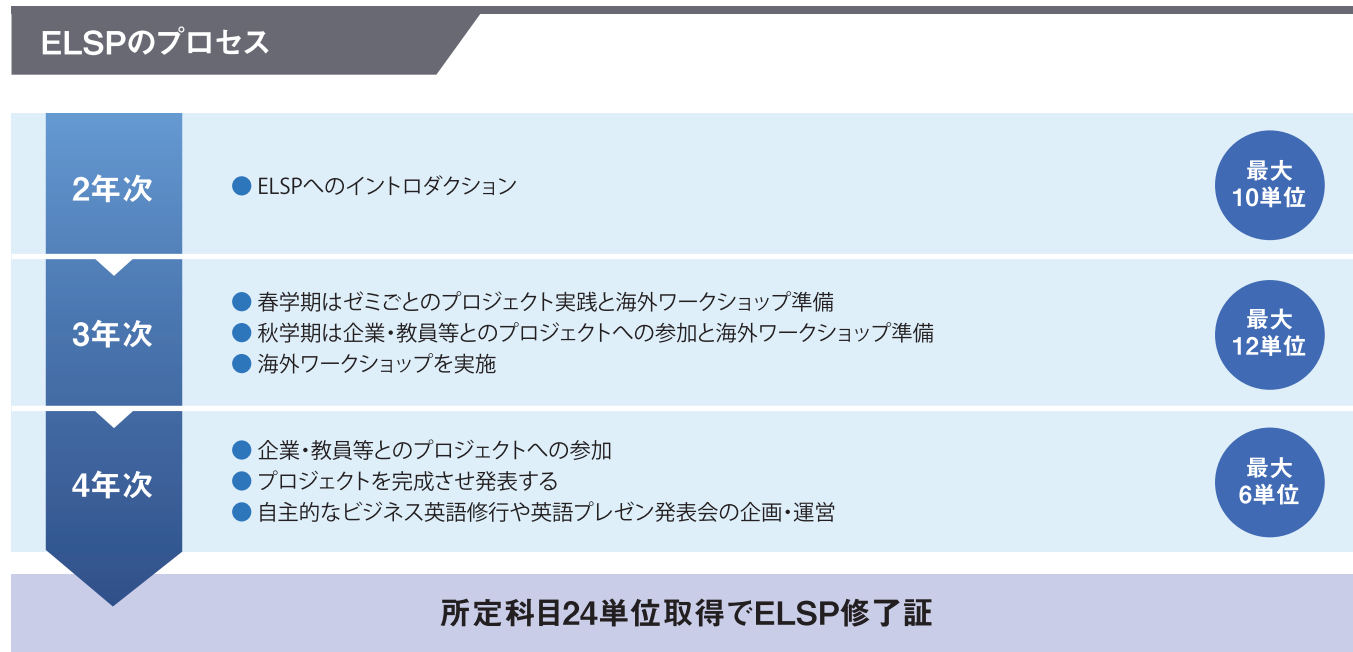 ELSPのプロセス
2年次
●ELSPへのイントロダクション
最大
10単位
3年次
●春学期はゼミごとのプロジェクト実践と海外ワークショップ準備
●秋学期は企業・教員等とのプロジェクトへの参加と海外ワークショップ準備
●海外ワークショップを実施
最大
12単位
4年次
●企業・教員等とのプロジェクトへの参加
●プロジェクトを完成させ発表する
●自主的なビジネス英語修行や英語プレゼン発表会の企画・運営
最大
6単位
所定科目24単位取得でELSP修了証